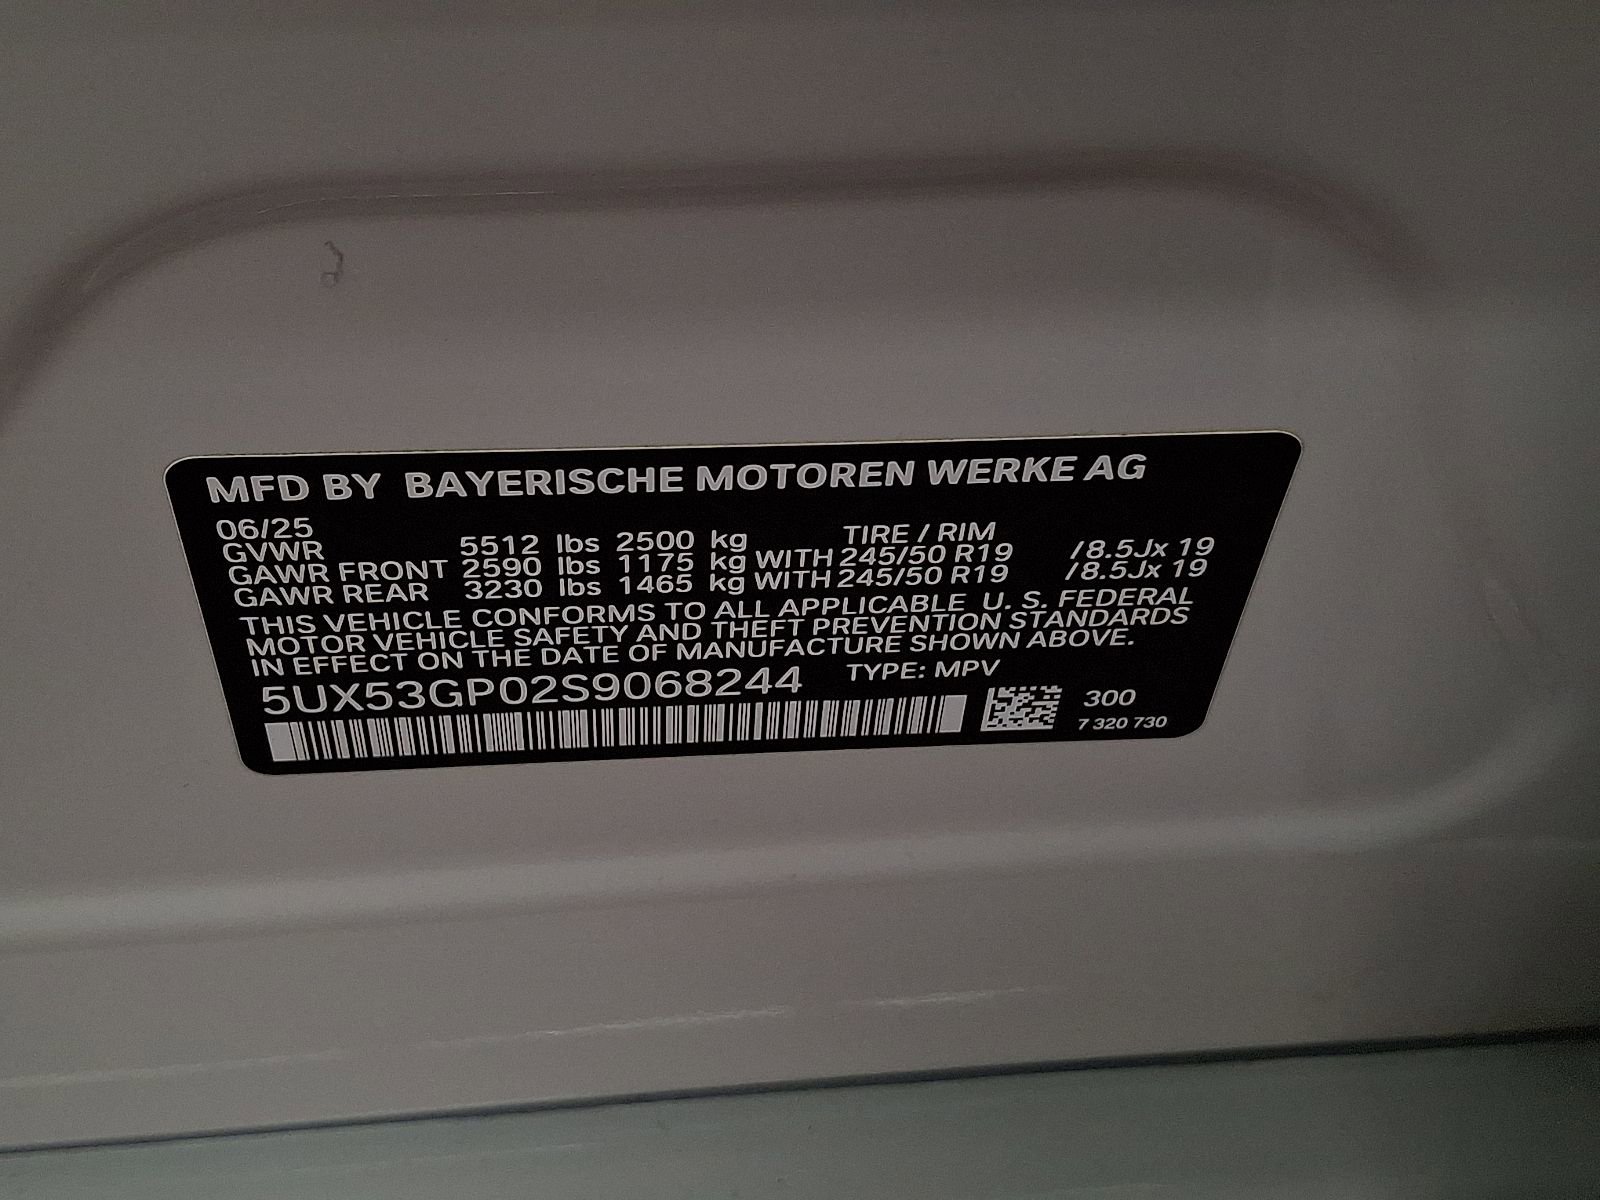 MFD BY BAYERISCHE MOTOREN WERKE AG
06/25 TIRE / RIM
GVWR 5512 lbs 2500 kg
GAWR FRONT 2590 lbs 1175 kg WITH 245/50 R19 /8.5Jx 19
GAWR REAR 3230 lbs 1465 kg WITH 245/50 R19 /8.5Jx 19
THIS VEHICLE CONFORMS TO ALL APPLICABLE U. S. FEDERAL
MOTOR VEHICLE SAFETY AND THEFT PREVENTION STANDARDS
IN EFFECT ON THE DATE OF MANUFACTURE SHOWN ABOVE.
5UX53GP02S9068244 TYPE: MPV
300
7 320 730